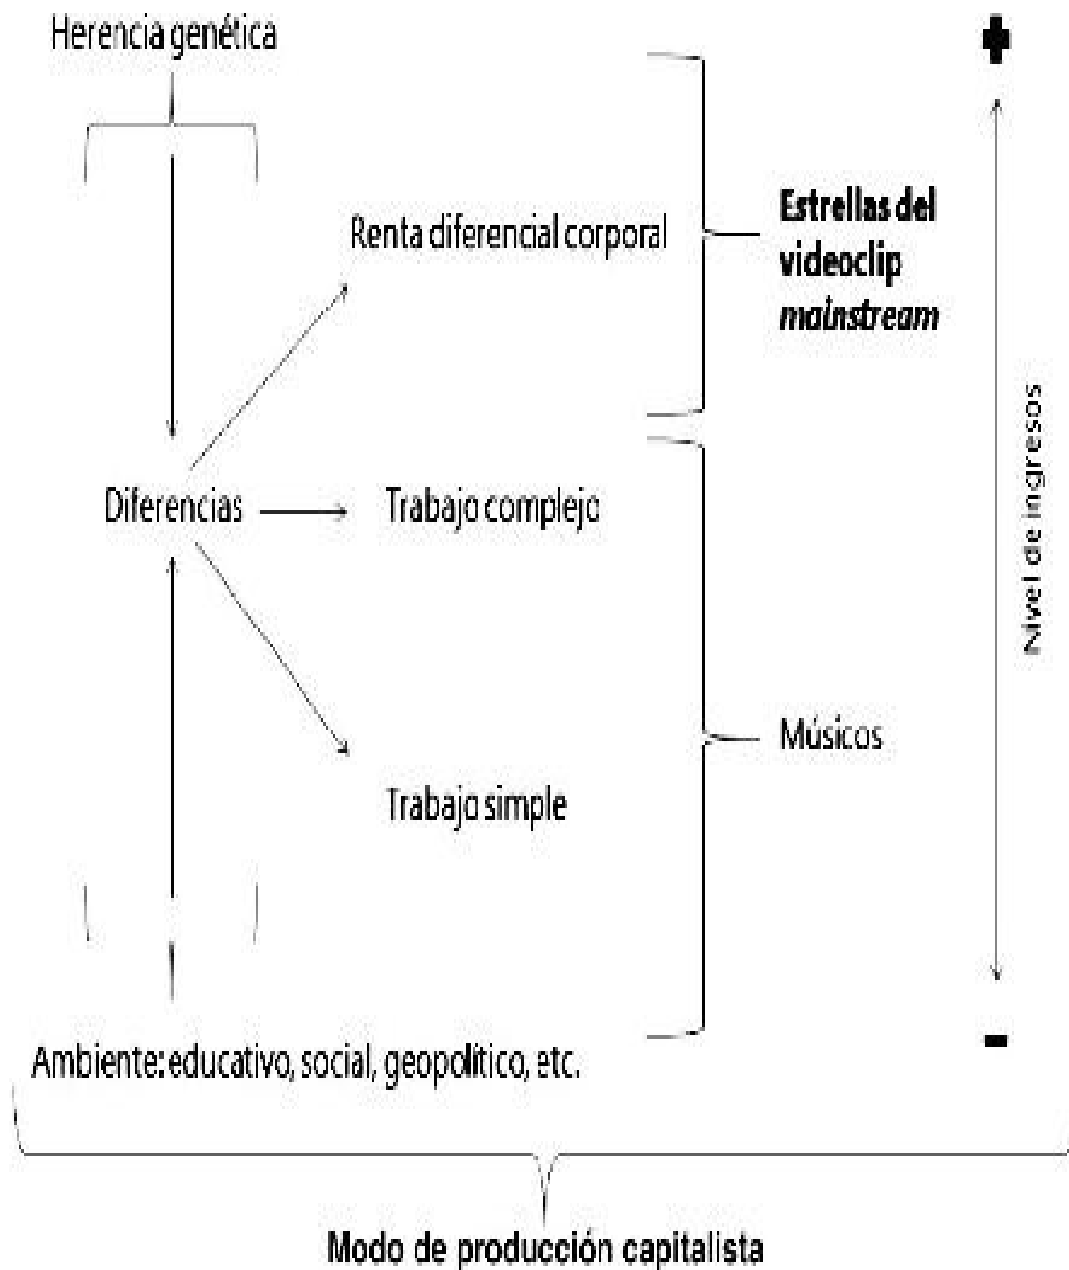 Herencia genética
+
Renta diferencial corporal
Estrellas del
videoclip
mainstream
Nivel de ingresos
Diferencias
Trabajo complejo
Músicos
Trabajo simple
-
Ambiente: educativo, social, geopolítico, etc.
Modo de producción capitalista